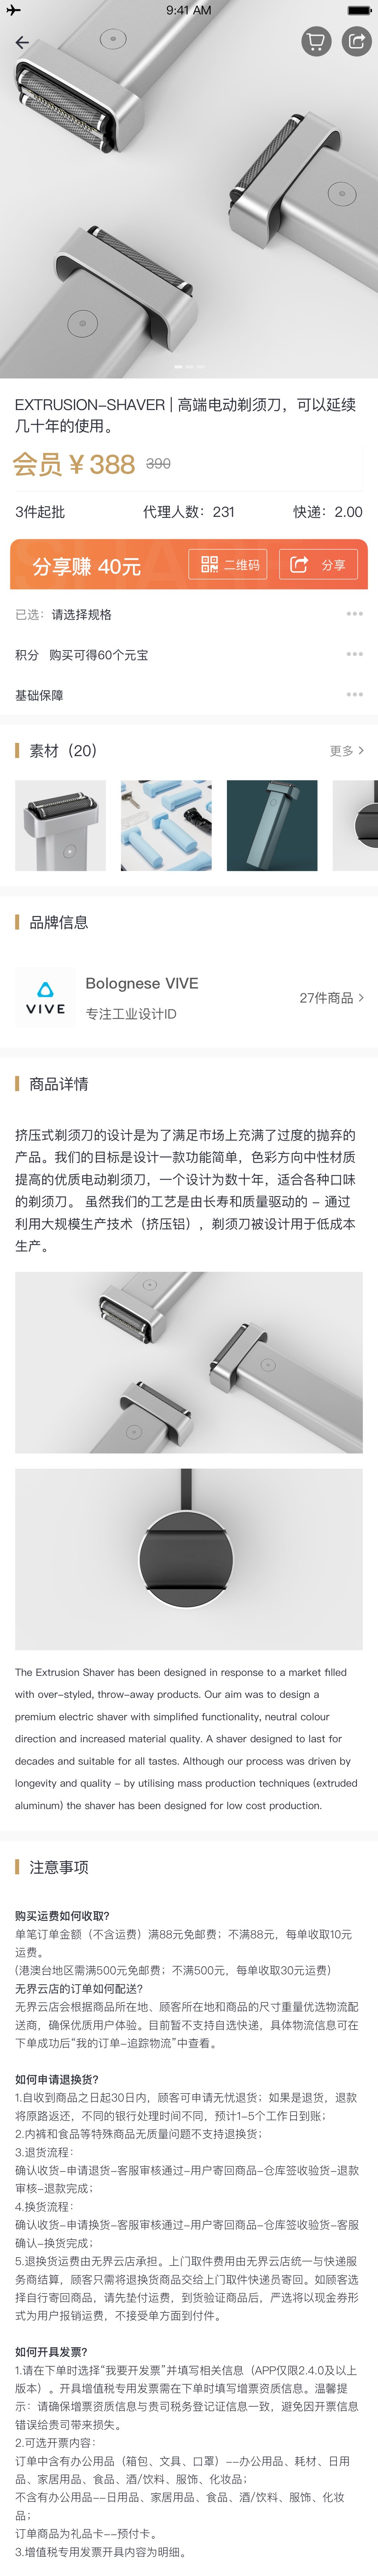 9:41 AM
EXTRUSION-SHAVER | 高端电动剃须刀，可以延续
几十年的使用。
会员￥388 390
3件起批 代理人数：231 快递：2.00
分享赚 40元 二维码 分享
已选：请选择规格
积分 购买可得60个元宝
基础保障
素材（20） 更多
品牌信息
VIVE
Bolognese VIVE
专注工业设计ID
27件商品
商品详情
挤压式剃须刀的设计是为了满足市场上充满了过度的抛弃的
产品。我们的目标是设计一款功能简单，色彩方向中性材质
提高的优质电动剃须刀，一个设计为数十年，适合各种口味
的剃须刀。 虽然我们的工艺是由长寿和质量驱动的 – 通过
利用大规模生产技术（挤压铝），剃须刀被设计用于低成本
生产。
The Extrusion Shaver has been designed in response to a market filled
with over-styled, throw-away products. Our aim was to design a
premium electric shaver with simplified functionality, neutral colour
direction and increased material quality. A shaver designed to last for
decades and suitable for all tastes. Although our process was driven by
longevity and quality – by utilising mass production techniques (extruded
aluminum) the shaver has been designed for low cost production.
注意事项
购买运费如何收取?
单笔订单金额（不含运费）满88元免邮费；不满88元，每单收取10元
运费。
(港澳台地区需满500元免邮费；不满500元，每单收取30元运费)
无界云店的订单如何配送?
无界云店会根据商品所在地、顾客所在地和商品的尺寸重量优选物流配
送商，确保优质用户体验。目前暂不支持自选快递，具体物流信息可在
下单成功后“我的订单-追踪物流”中查看。
如何申请退换货?
1.自收到商品之日起30日内，顾客可申请无忧退货；如果是退货，退款
将原路返还，不同的银行处理时间不同，预计1-5个工作日到账；
2.内裤和食品等特殊商品无质量问题不支持退换货；
3.退货流程：
确认收货-申请退货-客服审核通过-用户寄回商品-仓库签收验货-退款
审核-退款完成；
4.换货流程：
确认收货-申请换货-客服审核通过-用户寄回商品-仓库签收验货-客服
确认-换货完成；
5.退换货运费由无界云店承担。上门取件费用由无界云店统一与快递服
务商结算，顾客只需将退换货商品交给上门取件快递员寄回。如顾客选
择自行寄回商品，请先垫付运费，到货验证商品后，严选将以现金券形
式为用户报销运费，不接受单方面到付件。
如何开具发票?
1.请在下单时选择“我要开发票”并填写相关信息（APP仅限2.4.0及以上
版本）。开具增值税专用发票需在下单时填写增票资质信息。温馨提
示：请确保增票资质信息与贵司税务登记证信息一致，避免因开票信息
错误给贵司带来损失。
2.可选开票内容：
订单中含有办公用品（箱包、文具、口罩）--办公用品、耗材、日用
品、家居用品、食品、酒/饮料、服饰、化妆品；
不含有办公用品--日用品、家居用品、食品、酒/饮料、服饰、化妆
品；
订单商品为礼品卡--预付卡。
3.增值税专用发票开具内容为明细。